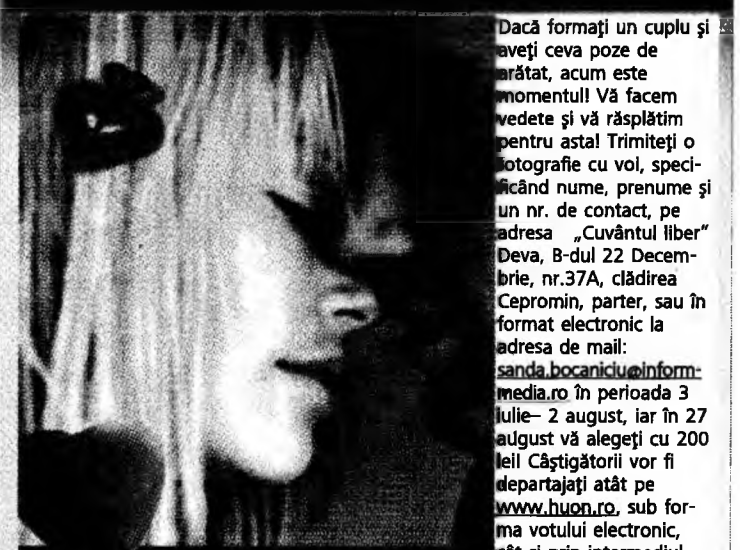 Dacă formaţi un cuplu şi
aveţi ceva poze de
arătat, acum este
momentul! Vă facem
vedete şi vă răsplătim
pentru asta! Trimiteţi o
fotografie cu voi, speci-
ficând nume, prenume şi
un nr. de contact, pe
adresa „Cuvântul liber"
Deva, B-dul 22 Decem-
brie, nr.37A, clădirea
Cepromin, parter, sau în
format electronic la
adresa de mail:
sanda.bocaniciu@inform-
media.ro în perioada 3
iulie– 2 august, iar în 27
august vă alegeţi cu 200
lei! Câştigătorii vor fi
departajaţi atât pe
www.huon.ro, sub for-
ma votului electronic,
cât şi prin intermediul